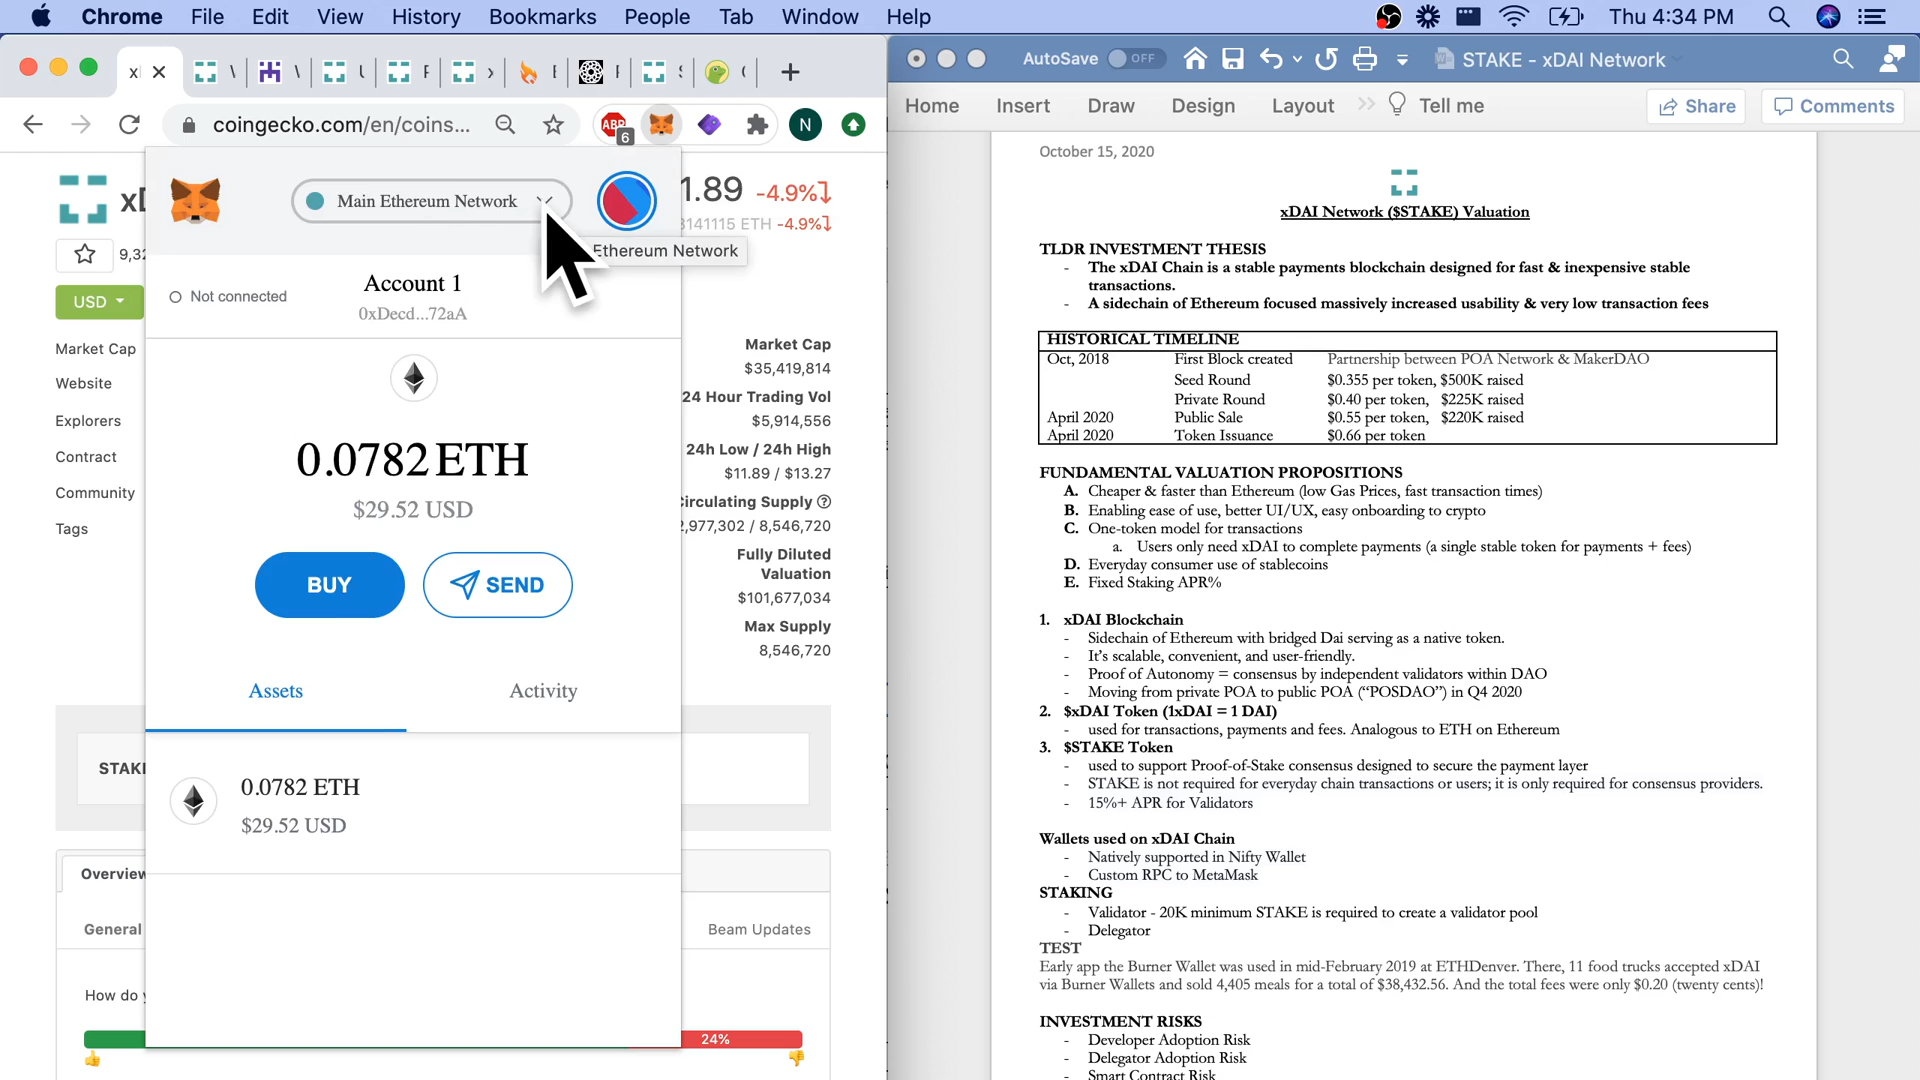 Chrome File Edit View History Bookmarks People Tab Window Help
Thu 4:34 PM
coingecko.com/en/coins...
ABP
6
N
Main Ethereum Network
1.89 -4.9%
3141115 ETH -4.9%
Ethereum Network
Account 1
Not connected
0xDecd...72aA
USD
Market Cap
Website
Explorers
Contract
Community
Tags
Market Cap
$35,419,814
24 Hour Trading Vol
$5,914,556
24h Low / 24h High
$11.89 / $13.27
Circulating Supply
2,977,302 / 8,546,720
Fully Diluted
Valuation
$101,677,034
Max Supply
8,546,720
0.0782 ETH
$29.52 USD
BUY
SEND
Assets
Activity
0.0782 ETH
$29.52 USD
Overview
General
Beam Updates
How do
24%
AutoSave OFF
STAKE - xDAI Network
Home Insert Draw Design Layout Tell me
Share
Comments
October 15, 2020
xDAI Network ($STAKE) Valuation
TLDR INVESTMENT THESIS
- The xDAI Chain is a stable payments blockchain designed for fast & inexpensive stable
transactions.
- A sidechain of Ethereum focused massively increased usability & very low transaction fees
HISTORICAL TIMELINE
Oct, 2018 First Block created Partnership between POA Network & MakerDAO
Seed Round $0.355 per token, $500K raised
Private Round $0.40 per token, $225K raised
April 2020 Public Sale $0.55 per token, $220K raised
April 2020 Token Issuance $0.66 per token
FUNDAMENTAL VALUATION PROPOSITIONS
A. Cheaper & faster than Ethereum (low Gas Prices, fast transaction times)
B. Enabling ease of use, better UI/UX, easy onboarding to crypto
C. One-token model for transactions
a. Users only need xDAI to complete payments (a single stable token for payments + fees)
D. Everyday consumer use of stablecoins
E. Fixed Staking APR%
1. xDAI Blockchain
- Sidechain of Ethereum with bridged Dai serving as a native token.
- It's scalable, convenient, and user-friendly.
- Proof of Autonomy = consensus by independent validators within DAO
- Moving from private POA to public POA ("POSDAO") in Q4 2020
2. $xDAI Token (1xDAI = 1 DAI)
- used for transactions, payments and fees. Analogous to ETH on Ethereum
3. $STAKE Token
- used to support Proof-of-Stake consensus designed to secure the payment layer
- STAKE is not required for everyday chain transactions or users; it is only required for consensus providers.
- 15%+ APR for Validators
Wallets used on xDAI Chain
- Natively supported in Nifty Wallet
- Custom RPC to MetaMask
STAKING
- Validator - 20K minimum STAKE is required to create a validator pool
- Delegator
TEST
Early app the Burner Wallet was used in mid-February 2019 at ETHDenver. There, 11 food trucks accepted xDAI
via Burner Wallets and sold 4,405 meals for a total of $38,432.56. And the total fees were only $0.20 (twenty cents)!
INVESTMENT RISKS
- Developer Adoption Risk
- Delegator Adoption Risk
- Smart Contract Risk